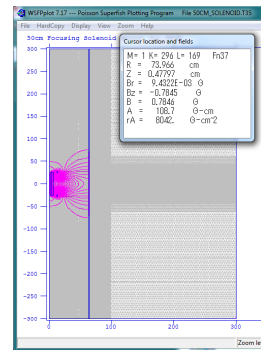 WSFPplot 7.17 --- Poisson Superfish Plotting Program File 50CM_SOLENOID.T35
File HardCopy Display View Zoom Help
50cm Focusing Solenoid
Cursor location and fields
M= 1 K= 296 L= 169 Fn37
R = 73.966 cm
Z = 0.47797 cm
Br = 9.4322E-03 G
Bz = -0.7845 G
B = 0.7846 G
A = 108.7 G-cm
rA = 8042. G-cm^2
300
250
200
150
100
50
0
-50
-100
-150
-200
-250
-300
0 100 200 300
Zoom le